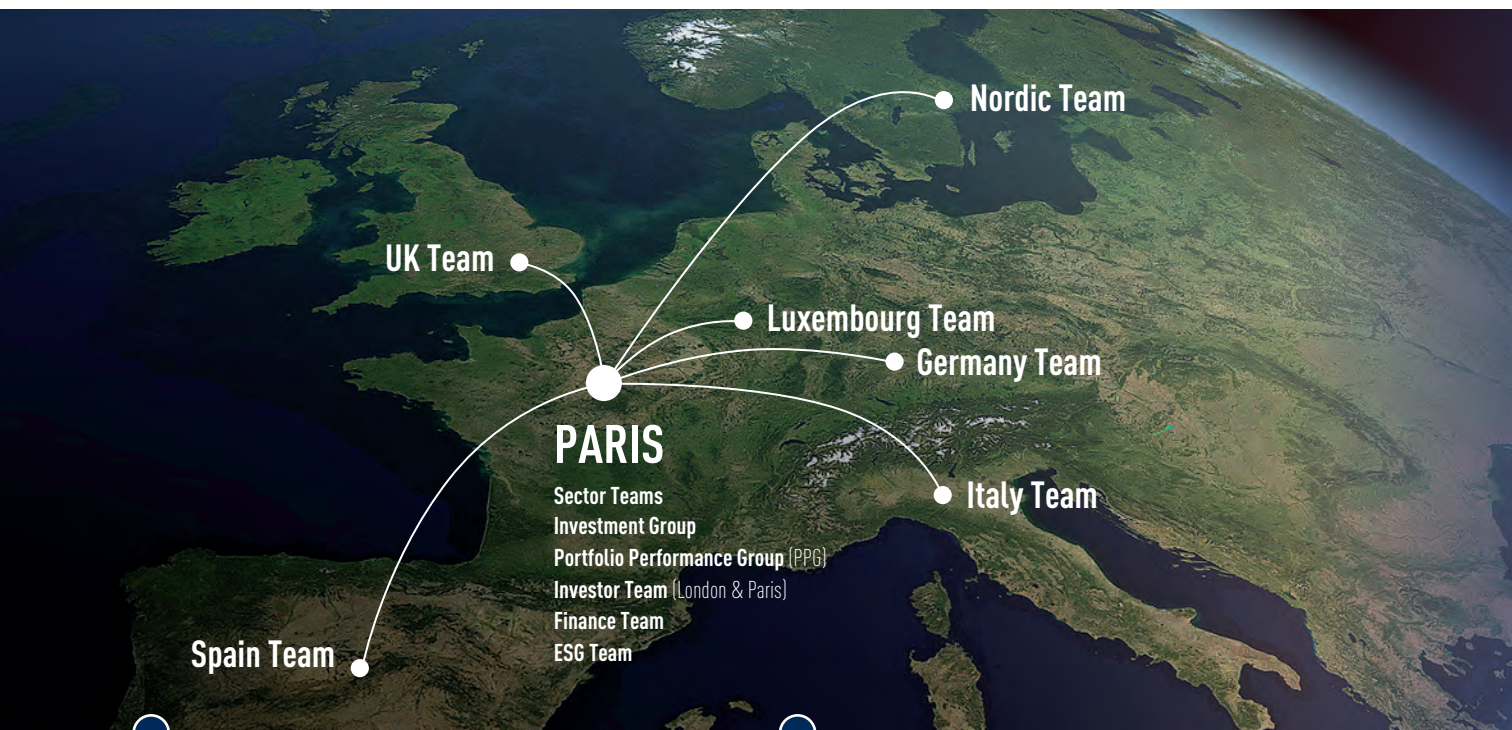 Nordic Team
UK Team
Luxembourg Team
Germany Team
PARIS
Sector Teams
Investment Group
Portfolio Performance Group (PPG)
Investor Team (London & Paris)
Finance Team
ESG Team
Italy Team
Spain Team